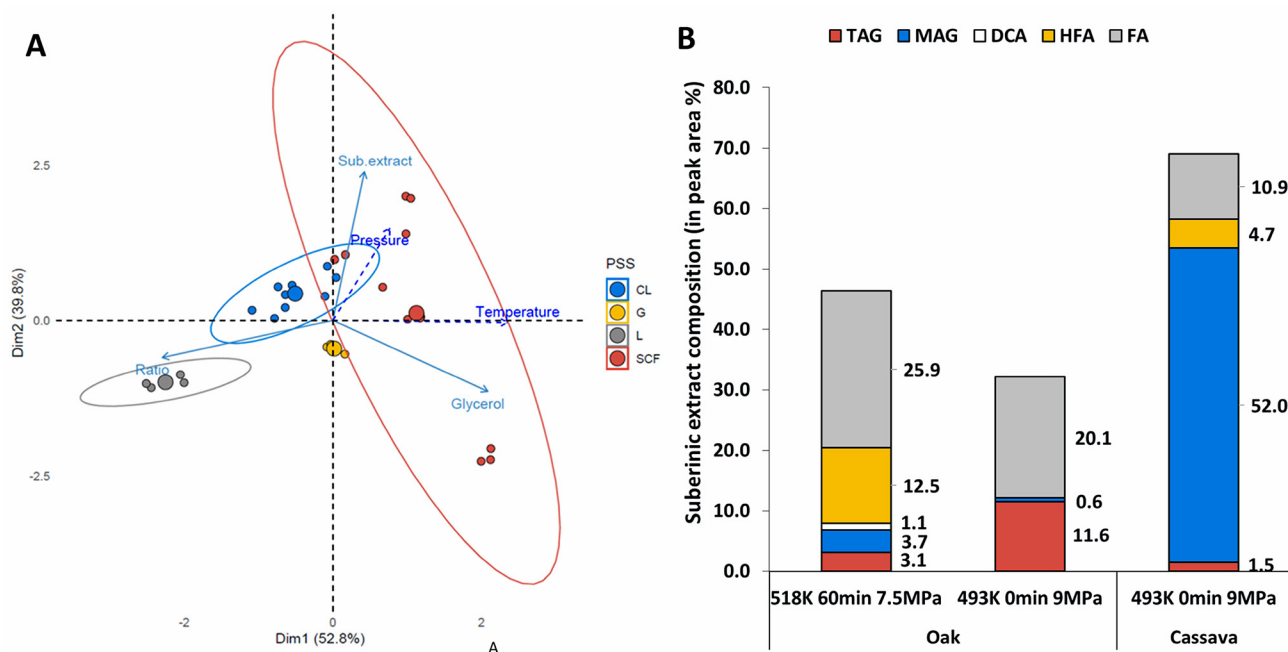 A
2.5
0.0
-2.5
Dim2 (39.8%)
Sub.extract
Pressure
Temperature
Ratio
Glycerol
-2
0
2
Dim1 (52.8%)
A
PSS
CL
G
L
SCF
B
TAG MAG DCA HFA FA
Suberinic extract composition (in peak area %)
80.0
70.0
60.0
50.0
40.0
30.0
20.0
10.0
0.0
25.9
12.5
1.1
3.7
3.1
20.1
0.6
11.6
10.9
4.7
52.0
1.5
518K 60min 7.5MPa 493K 0min 9MPa 493K 0min 9MPa
Oak Cassava